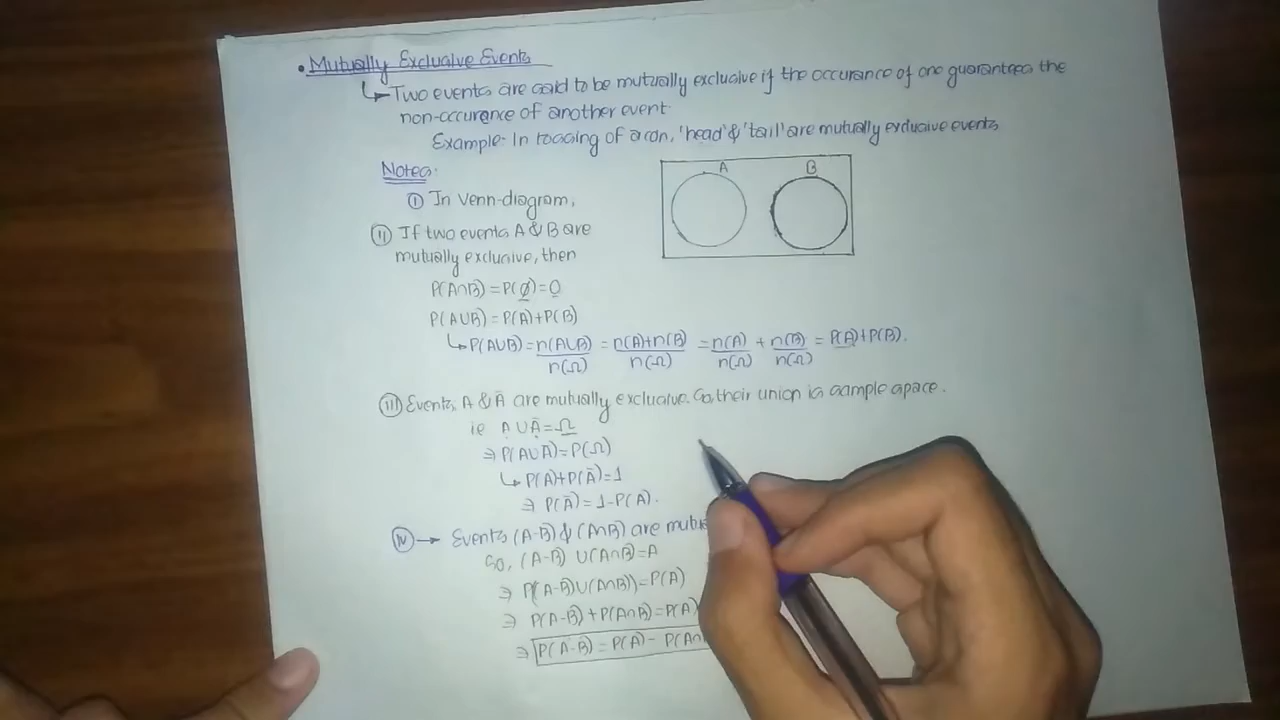 • Mutually Exclusive Events
↳ Two events are said to be mutually exclusive if the occurance of one guarantees the
non-occurance of another event.
Example- In tossing of a con, 'head' & 'tail' are mutually exclusive events
Notes:
① In Venn-diagram,
A B
⑪ If two events A & B are
mutually exclusive, then
P(A∩B) = P(∅) = 0
P(A∪B) = P(A) + P(B)
↳ P(A∪B) = n(A∪B)/n(Ω) = n(A)+n(B)/n(Ω) = n(A)/n(Ω) + n(B)/n(Ω) = P(A)+P(B).
(III) Events A & Ā are mutually exclusive. So their union is sample space.
ie A∪Ā = Ω
⇒ P(A∪Ā) = P(Ω)
↳ P(A)+P(Ā) = 1
⇒ P(Ā) = 1-P(A).
(IV) → Events (A-B) & (A∩B) are
So, (A-B) ∪ (A∩B) = A
⇒ P((A-B)∪(A∩B)) = P(A)
⇒ P(A-B) + P(A∩B) = P(A)
⇒ P(A-B) = P(A) -